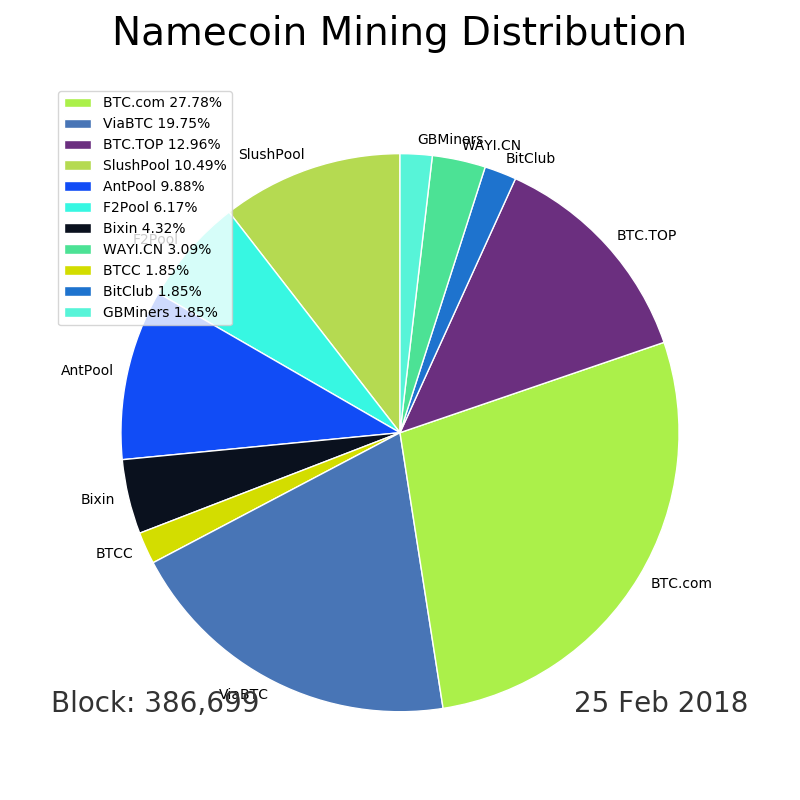 Namecoin Mining Distribution
BTC.com 27.78%
ViaBTC 19.75%
BTC.TOP 12.96%
SlushPool 10.49%
AntPool 9.88%
F2Pool 6.17%
Bixin 4.32%
WAYI.CN 3.09%
BTCC 1.85%
BitClub 1.85%
GBMiners 1.85%
GBMiners
WAYI.CN
BitClub
SlushPool
BTC.TOP
F2Pool
AntPool
Bixin
BTCC
BTC.com
ViaBTC
Block: 386,699
25 Feb 2018